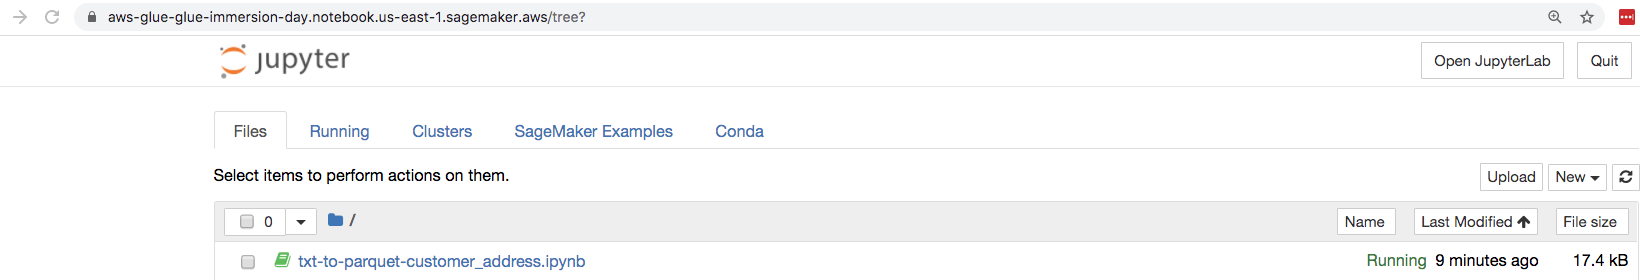 aws-glue-glue-immersion-day.notebook.us-east-1.sagemaker.aws/tree?
jupyter
Open JupyterLab
Quit
Files
Running
Clusters
SageMaker Examples
Conda
Select items to perform actions on them.
Upload
New
0
/
Name
Last Modified
File size
txt-to-parquet-customer_address.ipynb
Running
9 minutes ago
17.4 kB